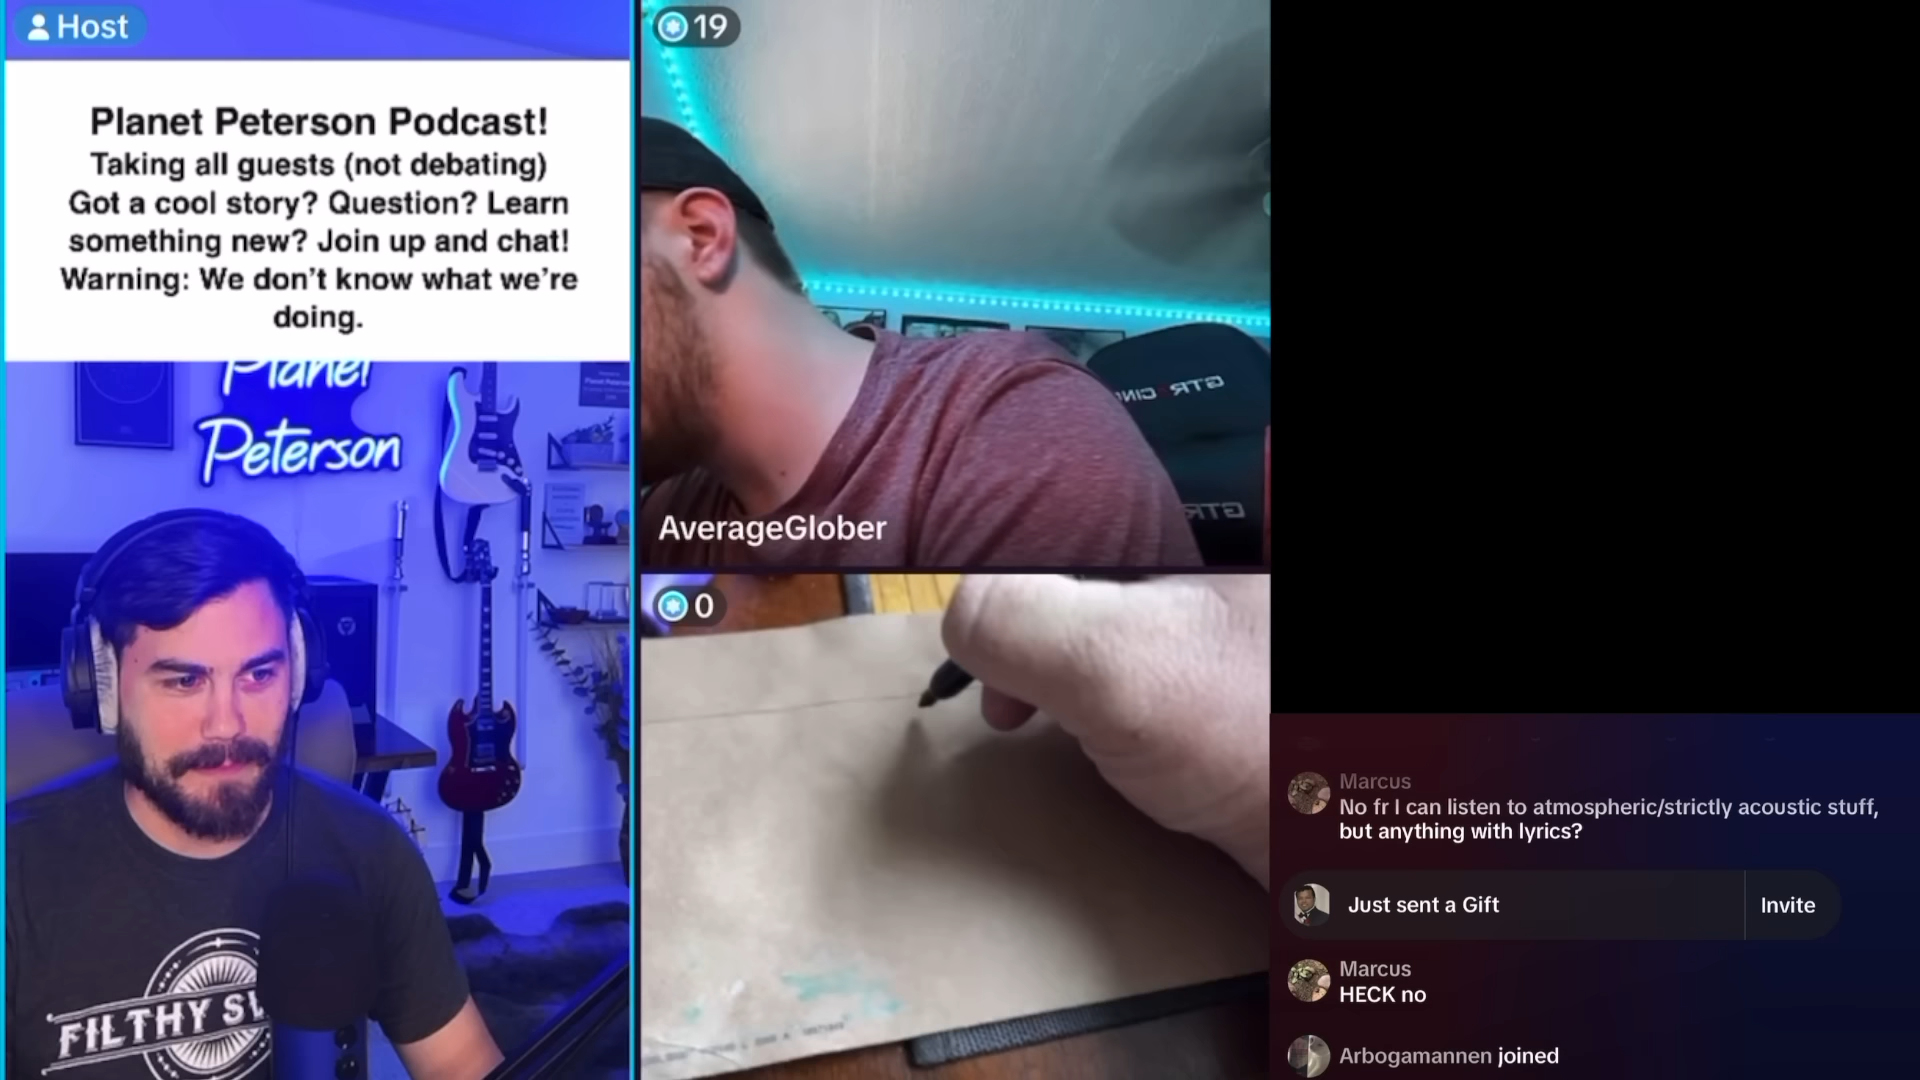 Host
Planet Peterson Podcast!
Taking all guests (not debating)
Got a cool story? Question? Learn
something new? Join up and chat!
Warning: We don't know what we're
doing.
Planet
Peterson
FILTHY
19
AverageGlober
GTRACING
0
Marcus
No fr I can listen to atmospheric/strictly acoustic stuff,
but anything with lyrics?
Just sent a Gift
Invite
Marcus
HECK no
Arbogamannen joined